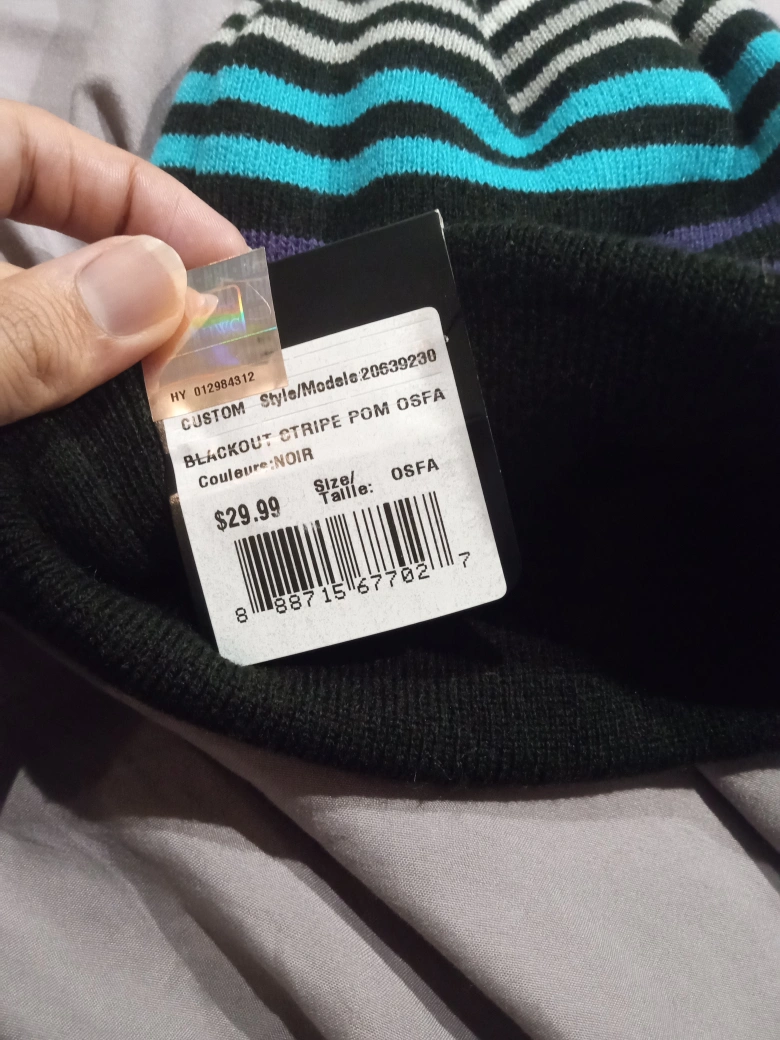 HY 012984312
CUSTOM Style/Modele:20639230
BLACKOUT STRIPE POM OSFA
Couleurs:NOIR
Size/
Taille: OSFA
$29.99
8 88715 67702 7